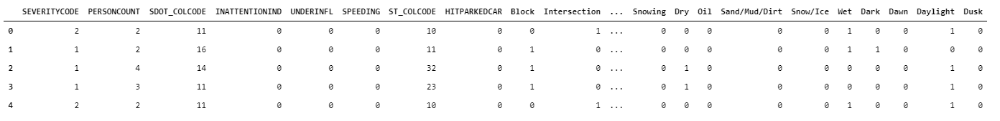 SEVERITYCODE PERSONCOUNT SDOT_COLCODE INATTENTIONIND UNDERINFL SPEEDING ST_COLCODE HITPARKEDCAR Block Intersection ... Snowing Dry Oil Sand/Mud/Dirt Snow/Ice Wet Dark Dawn Daylight Dusk
0 2 2 11 0 0 0 10 0 0 1 ... 0 0 0 0 0 1 0 0 1 0
1 1 2 16 0 0 0 11 0 1 0 ... 0 0 0 0 0 1 1 0 0 0
2 1 4 14 0 0 0 32 0 1 0 ... 0 1 0 0 0 0 0 0 1 0
3 1 3 11 0 0 0 23 0 1 0 ... 0 1 0 0 0 0 0 0 1 0
4 2 2 11 0 0 0 10 0 0 1 ... 0 0 0 0 0 1 0 0 1 0